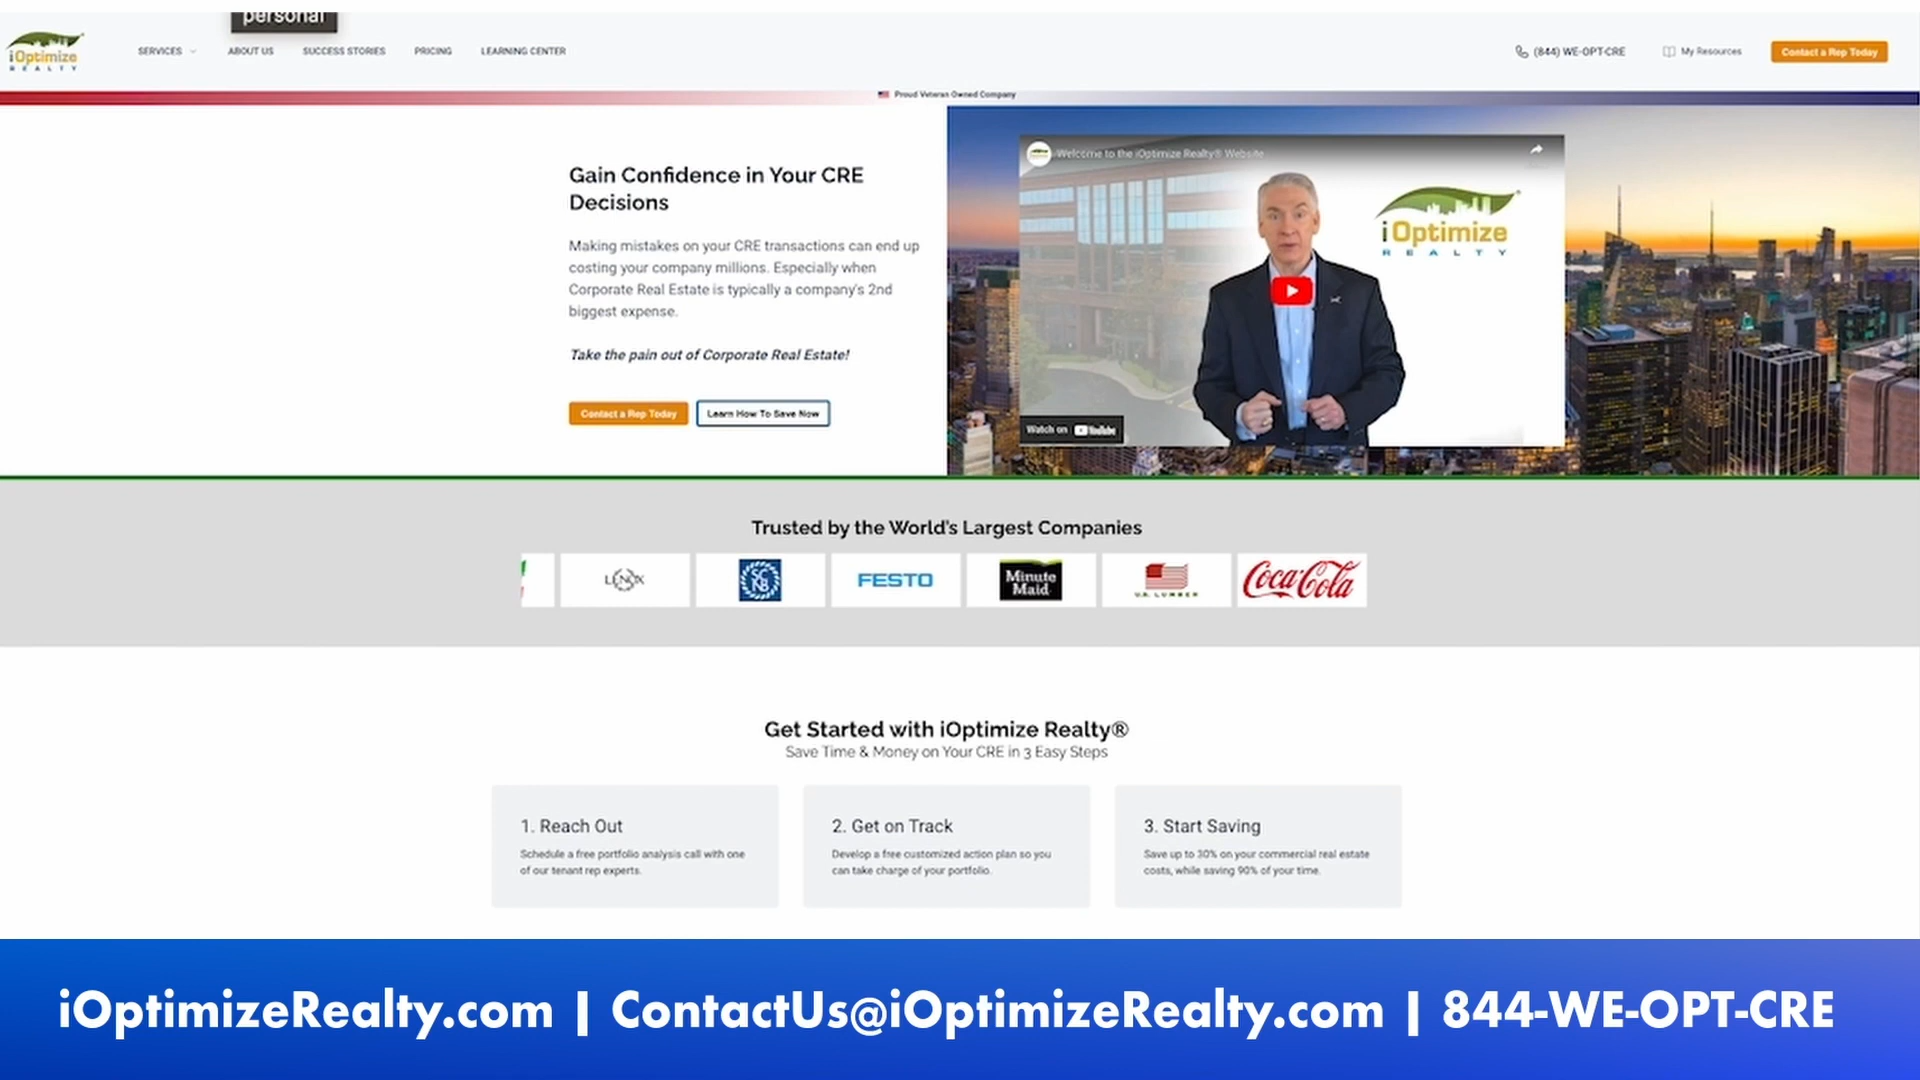 personal
iOptimize
REALTY
SERVICES
ABOUT US
SUCCESS STORIES
PRICING
LEARNING CENTER
(844) WE-OPT-CRE
My Resources
Contact a Rep Today
Proud Veteran Owned Company
Gain Confidence in Your CRE
Decisions
Making mistakes on your CRE transactions can end up
costing your company millions. Especially when
Corporate Real Estate is typically a company's 2nd
biggest expense.
Take the pain out of Corporate Real Estate!
Contact a Rep Today
Learn How To Save Now
Welcome to the iOptimize Realty® Website
iOptimize
REALTY
Watch on YouTube
Trusted by the World's Largest Companies
LENOX
SCKB
FESTO
Minute
Maid
U.S. LUMBER
Coca-Cola
Get Started with iOptimize Realty®
Save Time & Money on Your CRE in 3 Easy Steps
1. Reach Out
Schedule a free portfolio analysis call with one
of our tenant rep experts.
2. Get on Track
Develop a free customized action plan so you
can take charge of your portfolio.
3. Start Saving
Save up to 30% on your commercial real estate
costs, while saving 90% of your time.
iOptimizeRealty.com | ContactUs@iOptimizeRealty.com | 844-WE-OPT-CRE